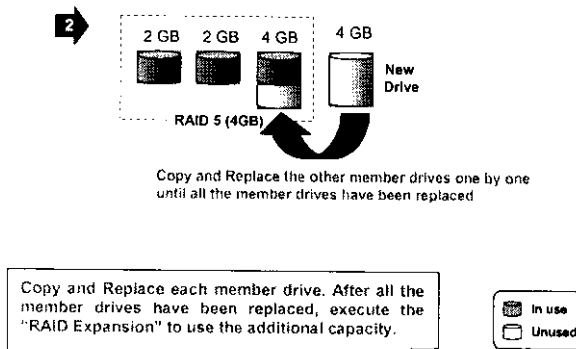 2
2 GB 2 GB 4 GB 4 GB
New
Drive
RAID 5 (4GB)
Copy and Replace the other member drives one by one
until all the member drives have been replaced
Copy and Replace each member drive. After all the
member drives have been replaced, execute the
"RAID Expansion" to use the additional capacity.
In use
Unused